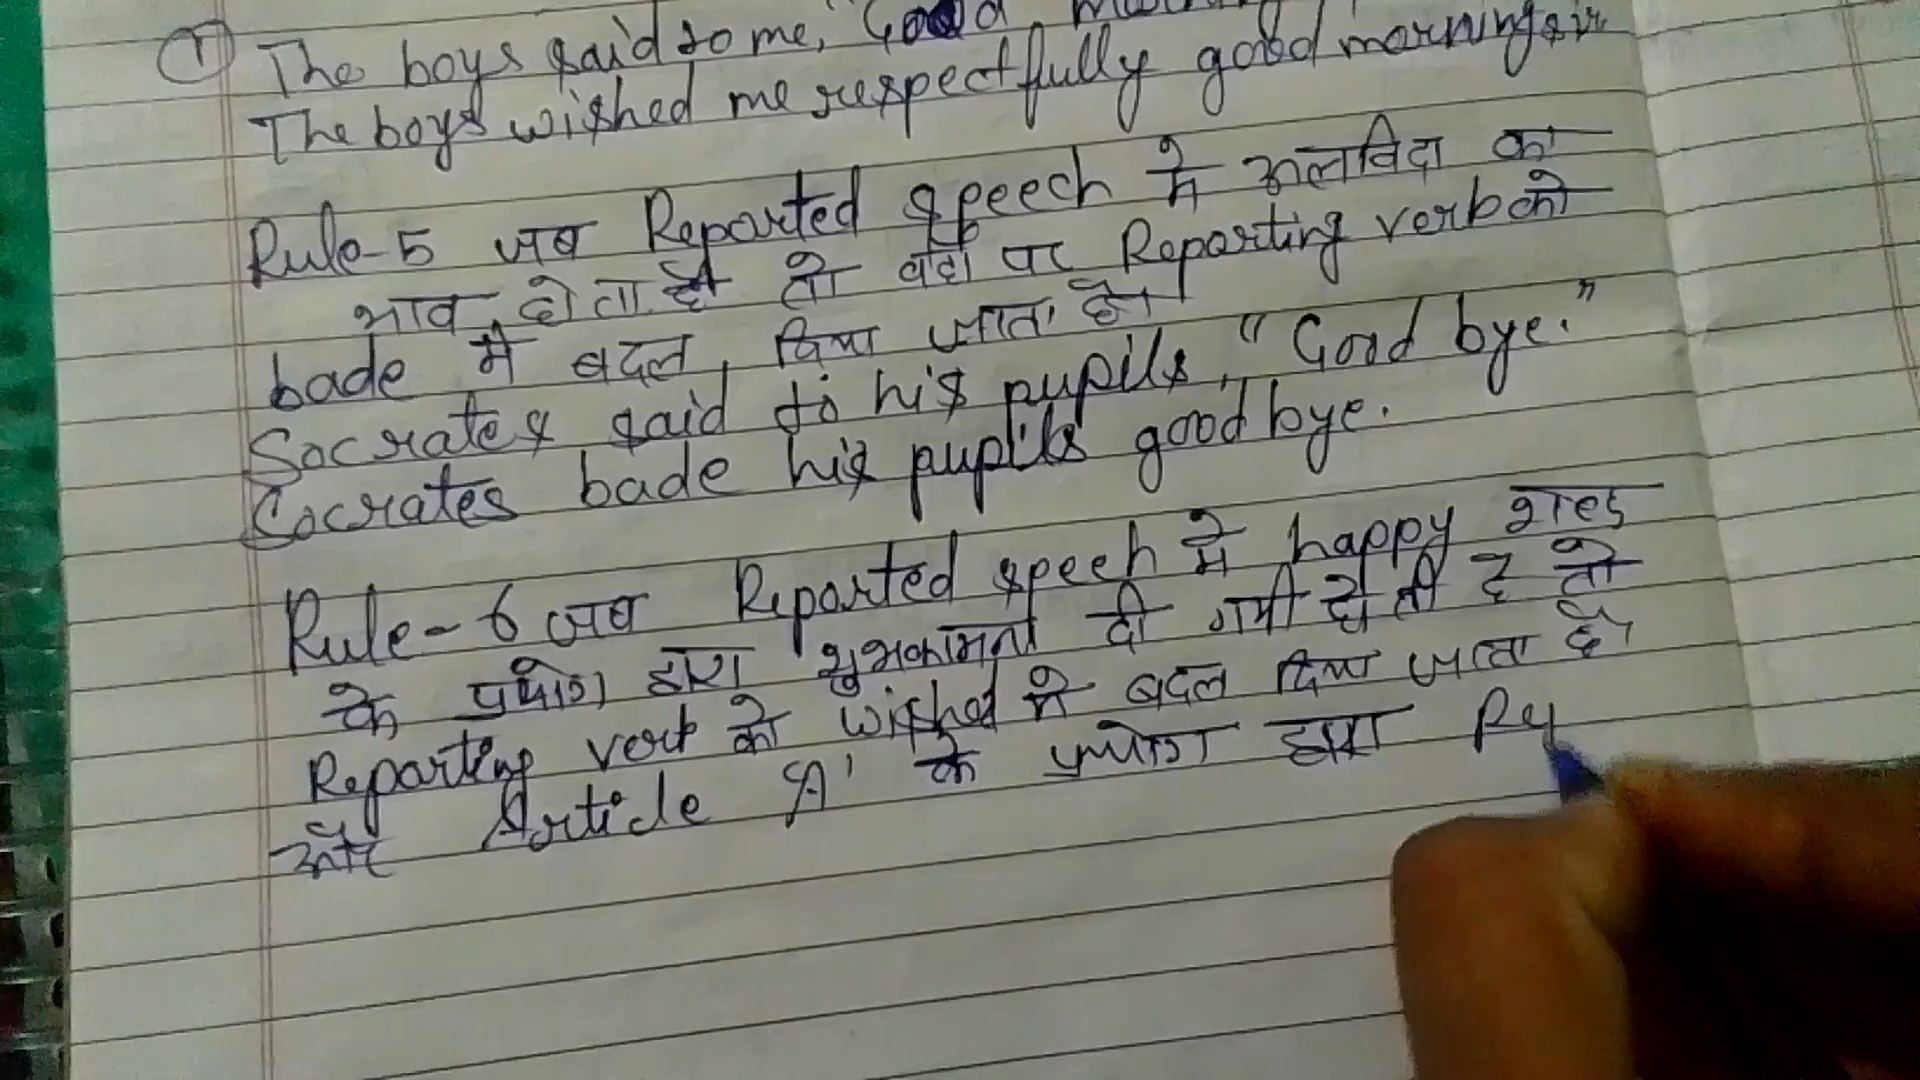 ① The boys said to me, "Good
The boys wished me respectfully good morning sir
Rule-5 जब Reported speech मे अलविदा का
भाव होता है तो वहां पर Reporting verb को
bade मे बदल दिया जाता है।
Socrates said to his pupils, "Good bye."
Socrates bade his pupils good bye.
Rule-6 जब Reported speeh मे happy शब्द
के प्रयोग द्वारा शुभकामना दी गयी होती है तो
Reporting verb को wished मे बदल दिया जाता है।
और Article 'A' के प्रयोग द्वारा